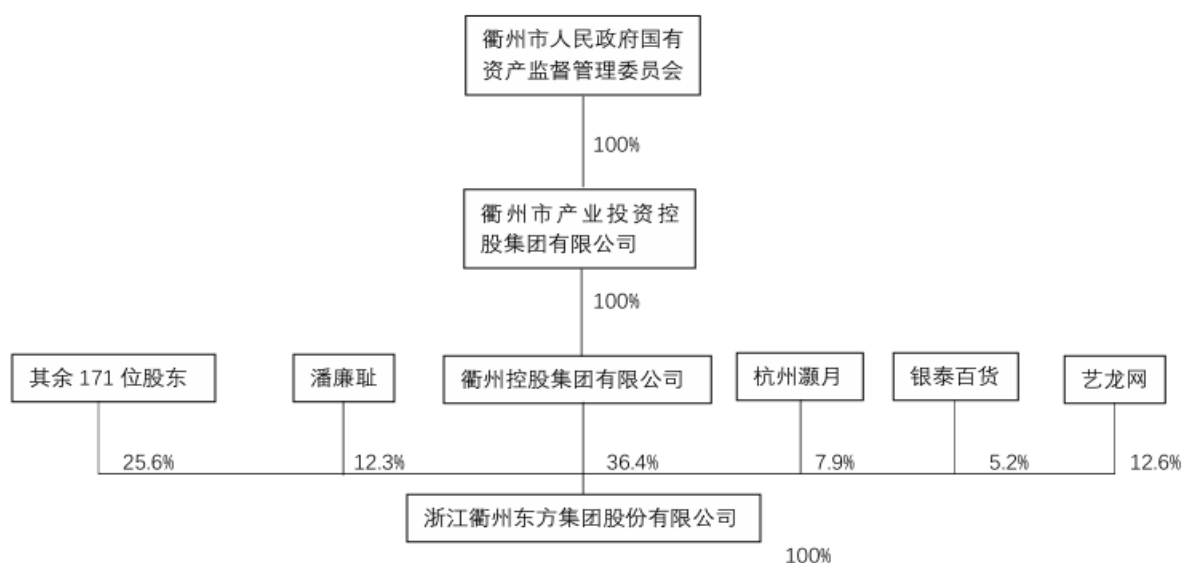 衢州市人民政府国有
资产监督管理委员会
100%
衢州市产业投资控
股集团有限公司
100%
其余 171 位股东
潘廉耻
衢州控股集团有限公司
杭州灏月
银泰百货
艺龙网
25.6%
12.3%
36.4%
7.9%
5.2%
12.6%
浙江衢州东方集团股份有限公司
100%